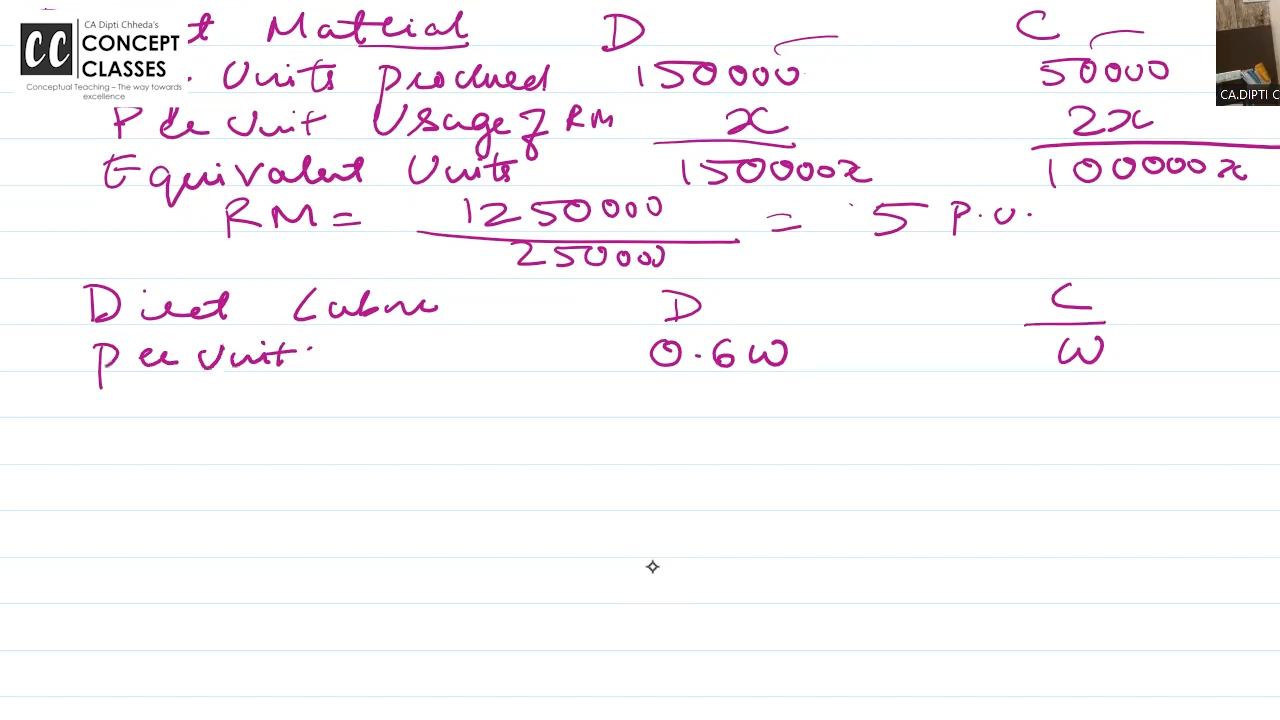 CA Dipti Chheda's
CONCEPT
CLASSES
Conceptual Teaching – The way towards
excellence
CC
t Material D C
Units produced 150000 50000
Per Unit Usage of RM x 2x
Equivalent Units 150000x 100000x
RM = 1250000 / 250000 = 5 P.U.
Direct Labour D C
per unit 0.6W W
CA.DIPTI C